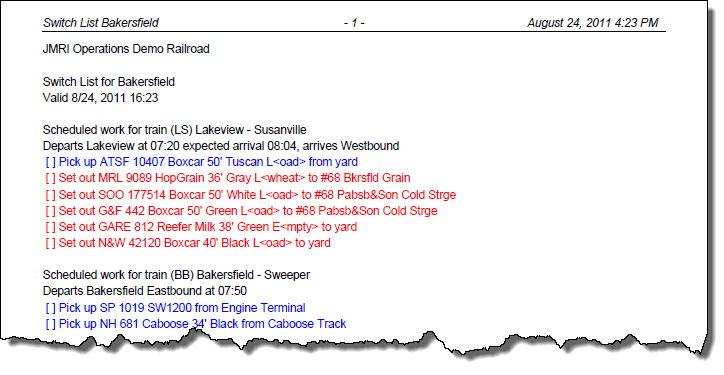 Switch List Bakersfield - 1 - August 24, 2011 4:23 PM
JMRI Operations Demo Railroad
Switch List for Bakersfield
Valid 8/24, 2011 16:23
Scheduled work for train (LS) Lakeview - Susanville
Departs Lakeview at 07:20 expected arrival 08:04, arrives Westbound
[ ] Pick up ATSF 10407 Boxcar 50' Tuscan L<oad> from yard
[ ] Set out MRL 9089 HopGrain 36' Gray L<wheat> to #68 Bkrsfld Grain
[ ] Set out SOO 177514 Boxcar 50' White L<oad> to #68 Pabsb&Son Cold Strge
[ ] Set out G&F 442 Boxcar 50' Green L<oad> to #68 Pabsb&Son Cold Strge
[ ] Set out GARE 812 Reefer Milk 38' Green E<mpty> to yard
[ ] Set out N&W 42120 Boxcar 40' Black L<oad> to yard
Scheduled work for train (BB) Bakersfield - Sweeper
Departs Bakersfield Eastbound at 07:50
[ ] Pick up SP 1019 SW1200 from Engine Terminal
[ ] Pick up NH 681 Caboose 34' Black from Caboose Track